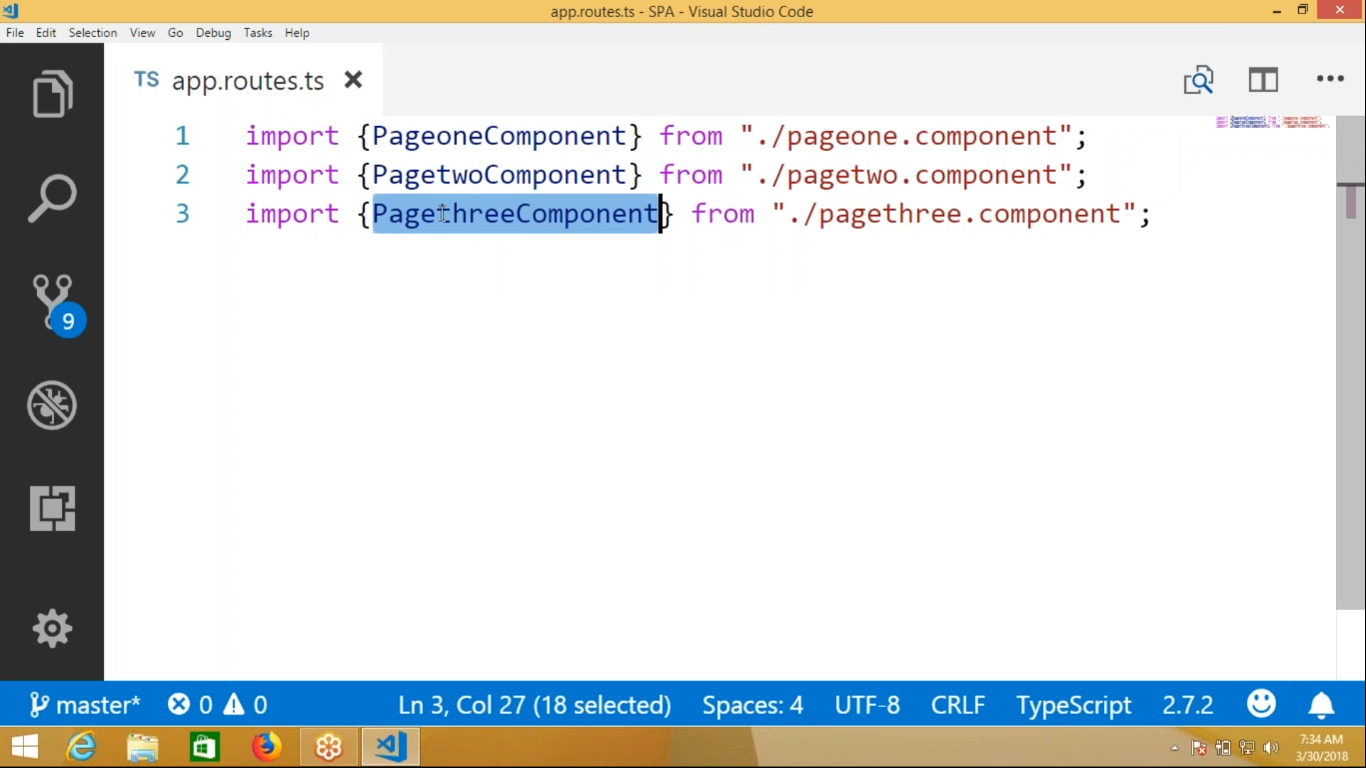 app.routes.ts - SPA - Visual Studio Code
File Edit Selection View Go Debug Tasks Help
TS app.routes.ts
1 import {PageoneComponent} from "./pageone.component";
2 import {PagetwoComponent} from "./pagetwo.component";
3 import {PagethreeComponent} from "./pagethree.component";
9
master* 0 0 Ln 3, Col 27 (18 selected) Spaces: 4 UTF-8 CRLF TypeScript 2.7.2
7:34 AM
3/30/2018